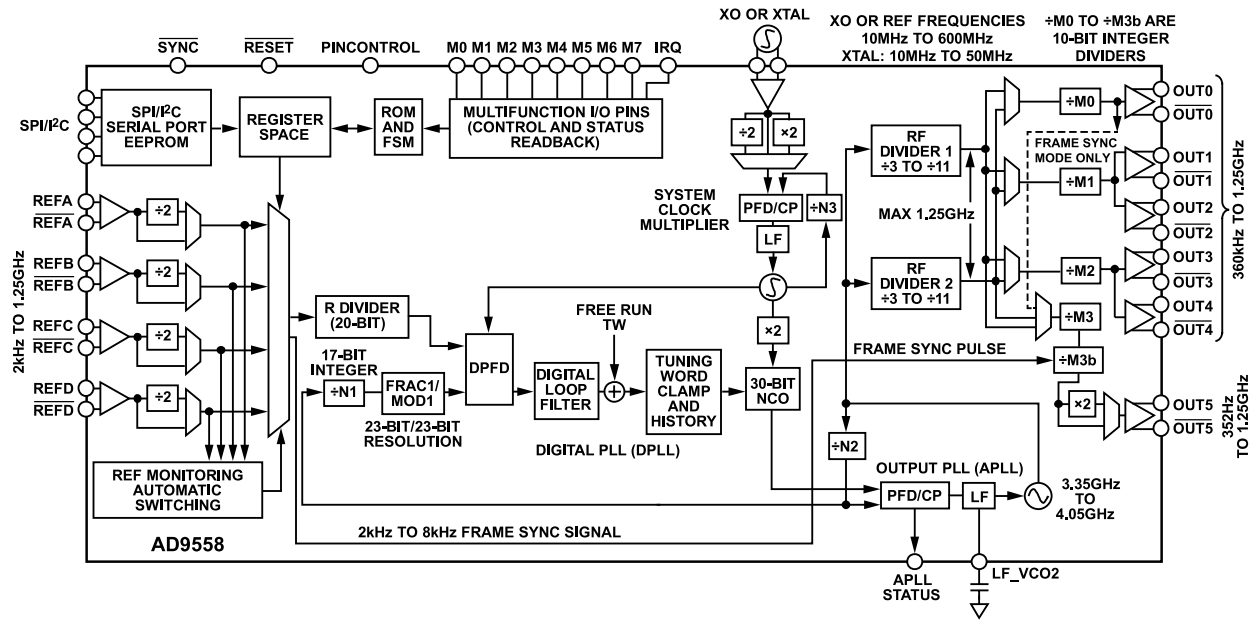 XO OR XTAL
XO OR REF FREQUENCIES
10MHz TO 600MHz
XTAL: 10MHz TO 50MHz
÷M0 TO ÷M3b ARE
10-BIT INTEGER
DIVIDERS
SYNC
RESET
PINCONTROL
M0 M1 M2 M3 M4 M5 M6 M7
IRQ
SPI/I²C
SPI/I²C
SERIAL PORT
EEPROM
REGISTER
SPACE
ROM
AND
FSM
MULTIFUNCTION I/O PINS
(CONTROL AND STATUS
READBACK)
÷2
×2
SYSTEM
CLOCK
MULTIPLIER
PFD/CP
÷N3
LF
×2
2kHz TO 1.25GHz
REFA
REFA
÷2
REFB
REFB
÷2
REFC
REFC
÷2
REFD
REFD
÷2
REF MONITORING
AUTOMATIC
SWITCHING
R DIVIDER
(20-BIT)
17-BIT
INTEGER
÷N1
FRAC1/
MOD1
23-BIT/23-BIT
RESOLUTION
DPFD
DIGITAL
LOOP
FILTER
FREE RUN
TW
TUNING
WORD
CLAMP
AND
HISTORY
30-BIT
NCO
DIGITAL PLL (DPLL)
RF
DIVIDER 1
÷3 TO ÷11
MAX 1.25GHz
RF
DIVIDER 2
÷3 TO ÷11
FRAME SYNC
MODE ONLY
÷M0
÷M1
÷M2
÷M3
÷M3b
×2
FRAME SYNC PULSE
÷N2
OUTPUT PLL (APLL)
PFD/CP
LF
3.35GHz
TO
4.05GHz
2kHz TO 8kHz FRAME SYNC SIGNAL
AD9558
APLL
STATUS
LF_VCO2
OUT0
OUT0
OUT1
OUT1
OUT2
OUT2
OUT3
OUT3
OUT4
OUT4
OUT5
OUT5
360kHz TO 1.25GHz
352Hz
TO 1.25GHz